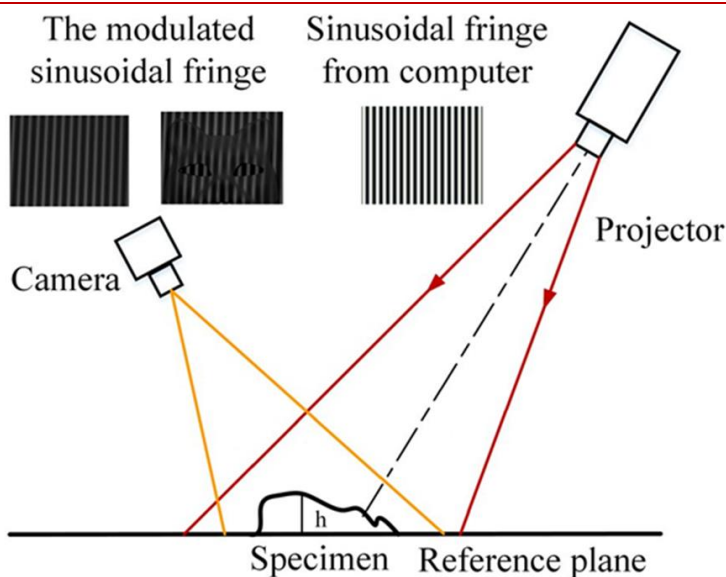 The modulated
sinusoidal fringe
Sinusoidal fringe
from computer
Projector
Camera
h
Specimen
Reference plane